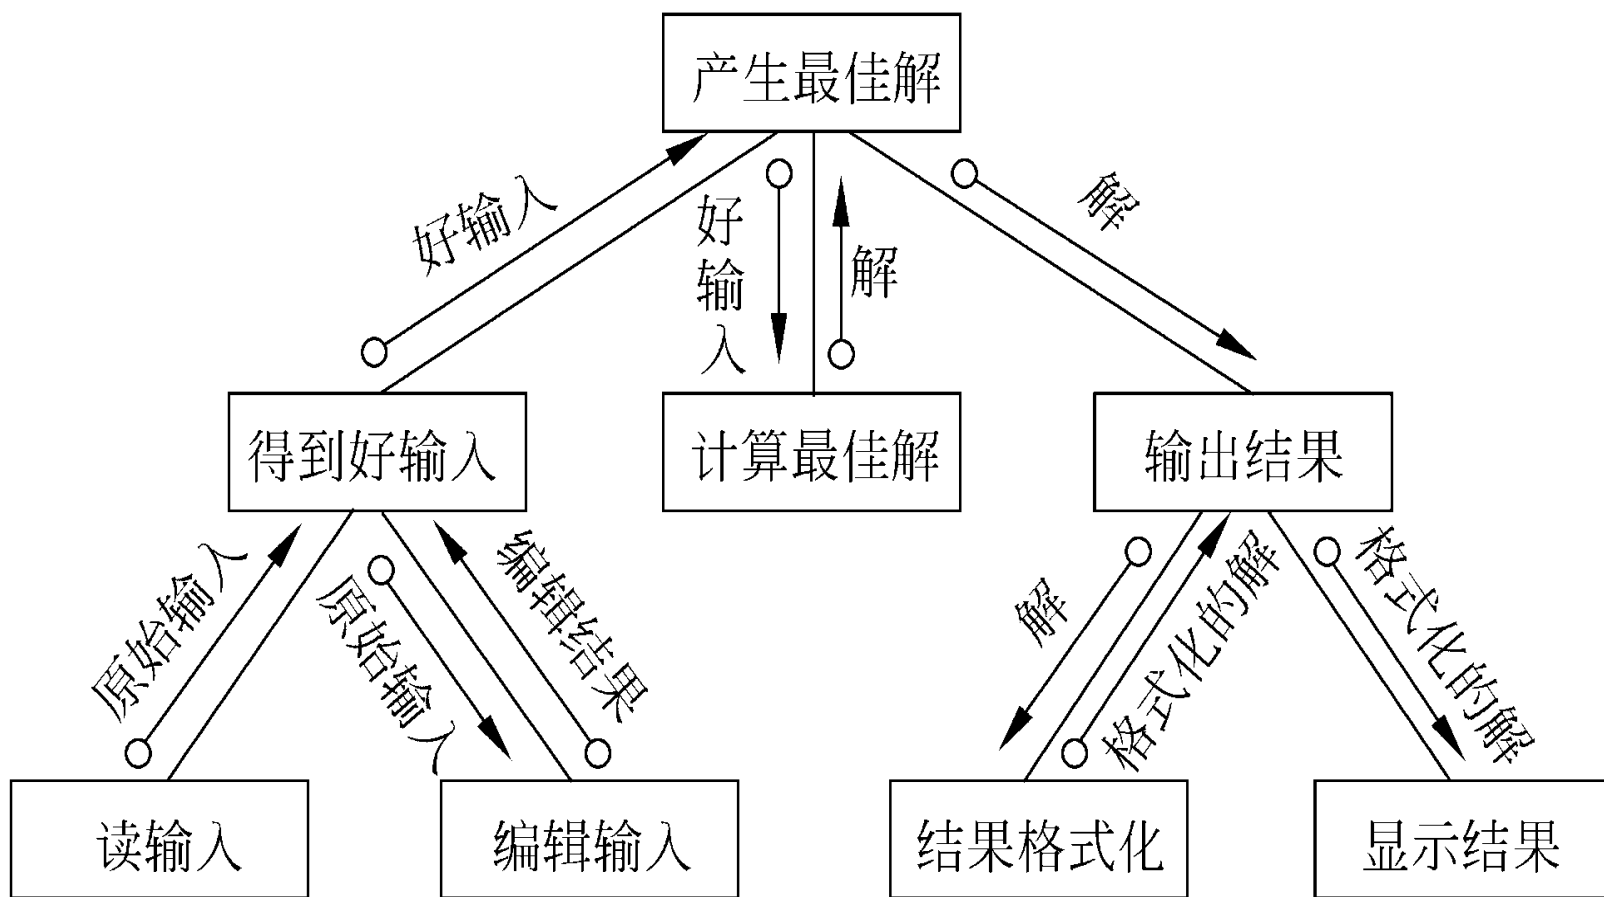 产生最佳解
好输入
好输入
解
解
得到好输入
计算最佳解
输出结果
原始输入
原始输入
编辑结果
解
格式化的解
格式化的解
读输入
编辑输入
结果格式化
显示结果